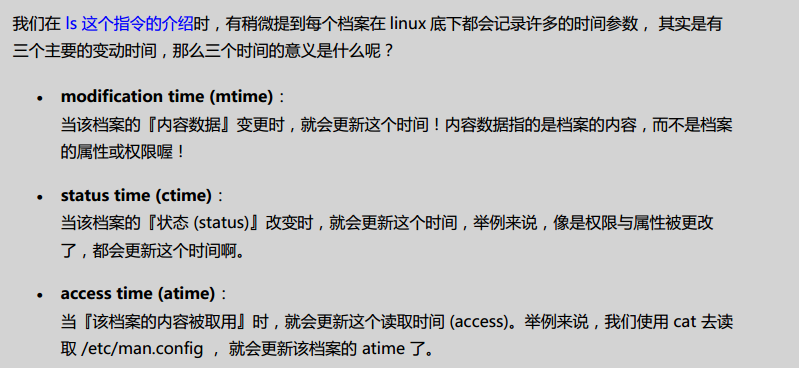 我们在 ls 这个指令的介绍时，有稍微提到每个档案在 linux 底下都会记录许多的时间参数， 其实是有
三个主要的变动时间，那么三个时间的意义是什么呢？
• modification time (mtime)：
当该档案的『内容数据』变更时，就会更新这个时间！内容数据指的是档案的内容，而不是档案
的属性或权限喔！
• status time (ctime)：
当该档案的『状态 (status)』改变时，就会更新这个时间，举例来说，像是权限与属性被更改
了，都会更新这个时间啊。
• access time (atime)：
当『该档案的内容被取用』时，就会更新这个读取时间 (access)。举例来说，我们使用 cat 去读
取 /etc/man.config ， 就会更新该档案的 atime 了。